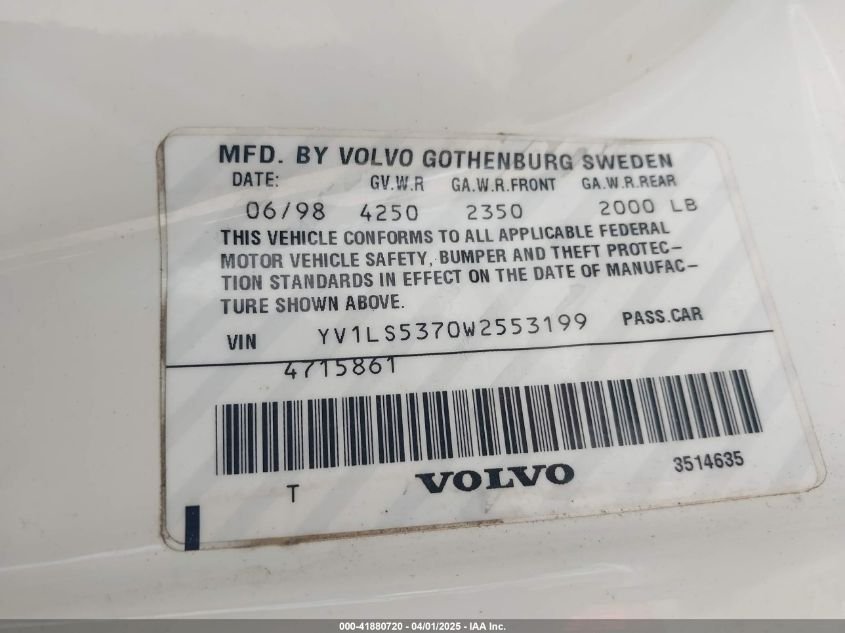 MFD. BY VOLVO GOTHENBURG SWEDEN
DATE: GV.W.R GA.W.R.FRONT GA.W.R.REAR
06/98 4250 2350 2000 LB
THIS VEHICLE CONFORMS TO ALL APPLICABLE FEDERAL
MOTOR VEHICLE SAFETY, BUMPER AND THEFT PROTEC-
TION STANDARDS IN EFFECT ON THE DATE OF MANUFAC-
TURE SHOWN ABOVE.
VIN YV1LS5370W2553199 PASS.CAR
4715861
T VOLVO 3514635
000-41880720 - 04/01/2025 - IAA Inc.